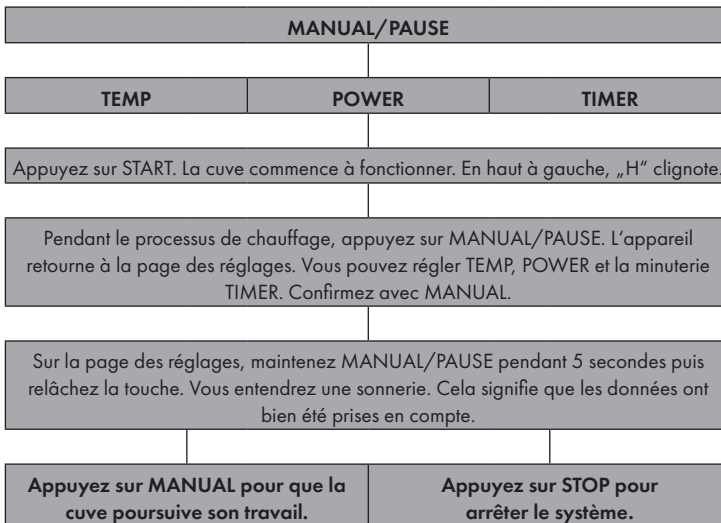 MANUAL/PAUSE
TEMP POWER TIMER
Appuyez sur START. La cuve commence à fonctionner. En haut à gauche, „H“ clignote.
Pendant le processus de chauffage, appuyez sur MANUAL/PAUSE. L'appareil
retourne à la page des réglages. Vous pouvez régler TEMP, POWER et la minuterie
TIMER. Confirmez avec MANUAL.
Sur la page des réglages, maintenez MANUAL/PAUSE pendant 5 secondes puis
relâchez la touche. Vous entendrez une sonnerie. Cela signifie que les données ont
bien été prises en compte.
Appuyez sur MANUAL pour que la
cuve poursuive son travail.
Appuyez sur STOP pour
arrêter le système.